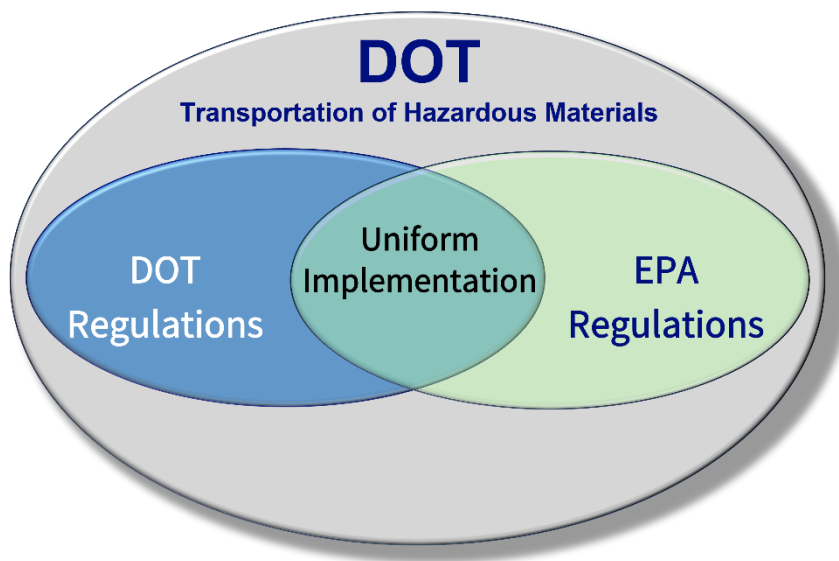 DOT
Transportation of Hazardous Materials
DOT
Regulations
Uniform
Implementation
EPA
Regulations